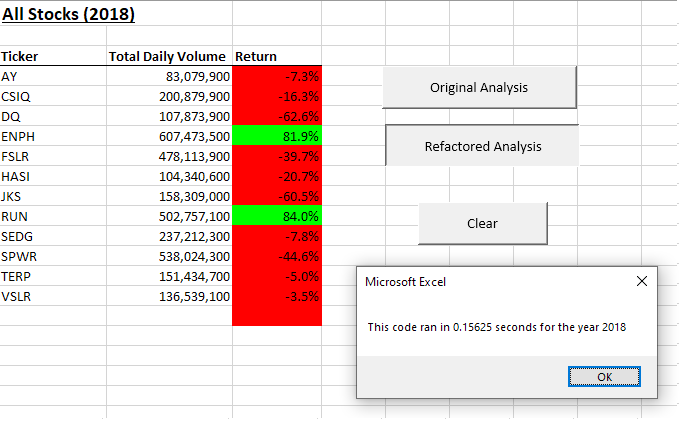 All Stocks (2018)
Ticker Total Daily Volume Return
AY 83,079,900 -7.3%
CSIQ 200,879,900 -16.3%
DQ 107,873,900 -62.6%
ENPH 607,473,500 81.9%
FSLR 478,113,900 -39.7%
HASI 104,340,600 -20.7%
JKS 158,309,000 -60.5%
RUN 502,757,100 84.0%
SEDG 237,212,300 -7.8%
SPWR 538,024,300 -44.6%
TERP 151,434,700 -5.0%
VSLR 136,539,100 -3.5%
Original Analysis
Refactored Analysis
Clear
Microsoft Excel
This code ran in 0.15625 seconds for the year 2018
OK